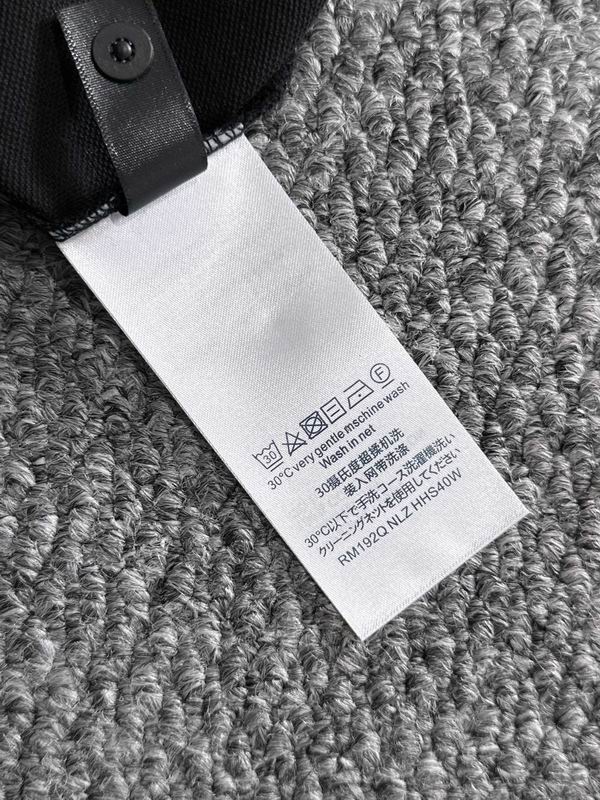 30 F
30°C very gentle mschine wash
Wash in net
30摄氏度超揉机洗
装入网带洗涤
30°C以下で手洗コース洗濯機洗い
クリーニングネットを使用してください
RM192Q NLZ HHS40W